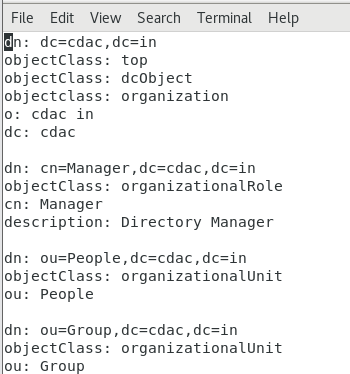 File Edit View Search Terminal Help
dn: dc=cdac,dc=in
objectClass: top
objectClass: dcObject
objectclass: organization
o: cdac in
dc: cdac

dn: cn=Manager,dc=cdac,dc=in
objectClass: organizationalRole
cn: Manager
description: Directory Manager

dn: ou=People,dc=cdac,dc=in
objectClass: organizationalUnit
ou: People

dn: ou=Group,dc=cdac,dc=in
objectClass: organizationalUnit
ou: Group